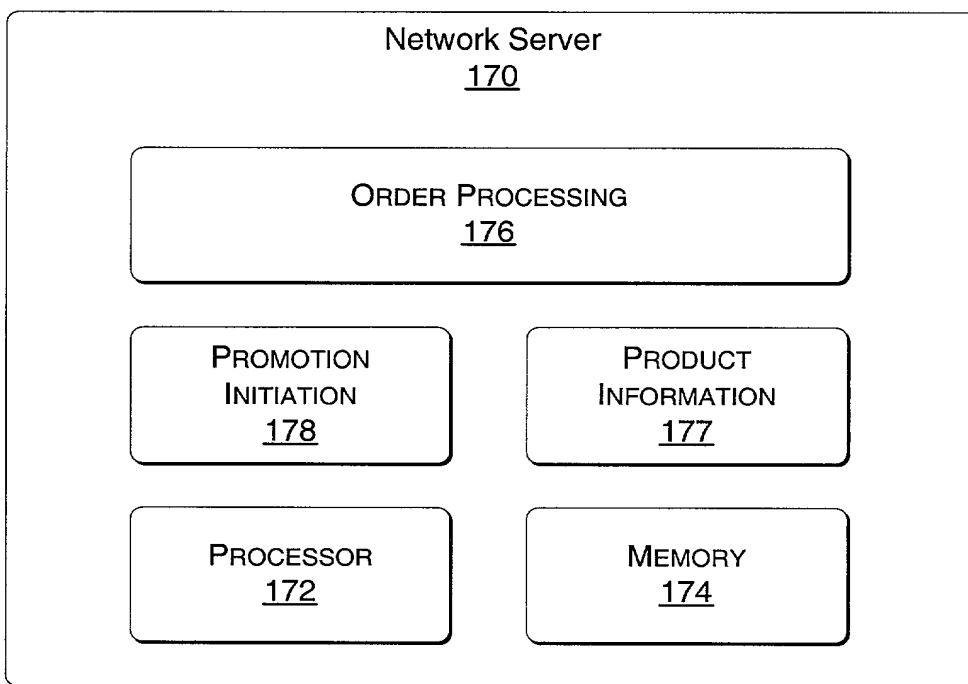 Network Server
170
ORDER PROCESSING
176
PROMOTION
INITIATION
178
PRODUCT
INFORMATION
177
PROCESSOR
172
MEMORY
174